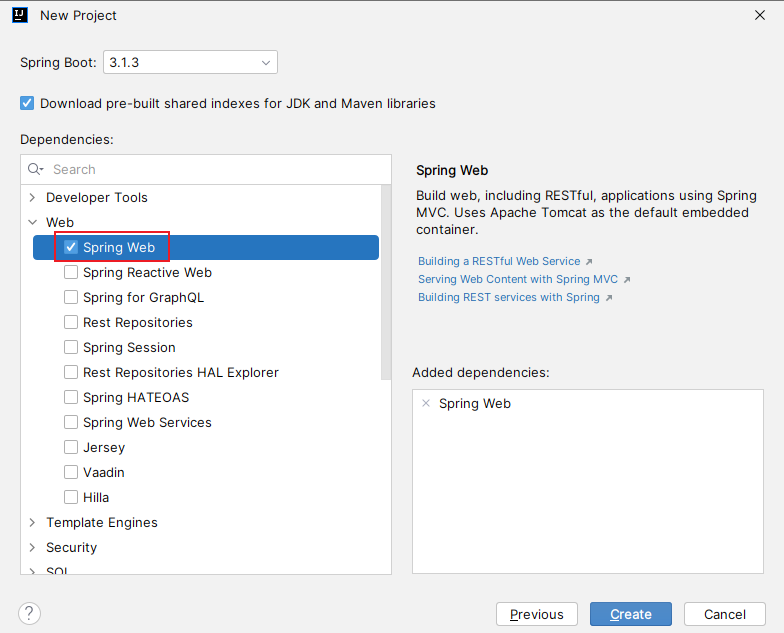 New Project
Spring Boot: 3.1.3
Download pre-built shared indexes for JDK and Maven libraries
Dependencies:
Search
Developer Tools
Web
Spring Web
Spring Reactive Web
Spring for GraphQL
Rest Repositories
Spring Session
Rest Repositories HAL Explorer
Spring HATEOAS
Spring Web Services
Jersey
Vaadin
Hilla
Template Engines
Security
SQL
Spring Web
Build web, including RESTful, applications using Spring
MVC. Uses Apache Tomcat as the default embedded
container.
Building a RESTful Web Service
Serving Web Content with Spring MVC
Building REST services with Spring
Added dependencies:
Spring Web
?
Previous
Create
Cancel